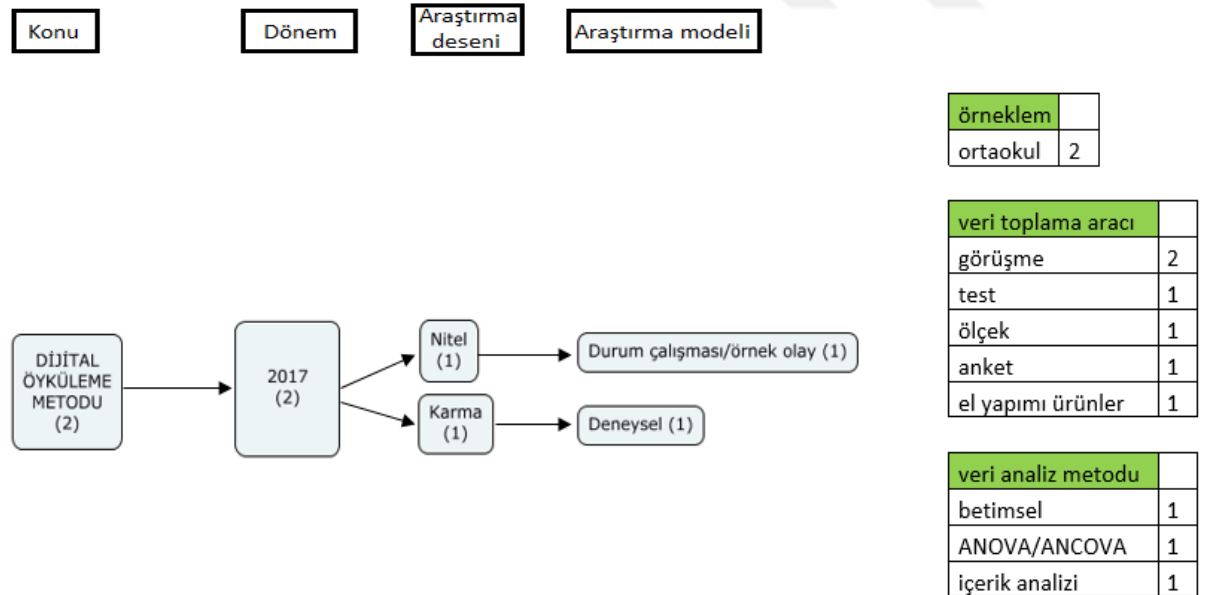 Konu
Dönem
Araştırma
deseni
Araştırma modeli
DİJİTAL
ÖYKÜLEME
METODU
(2)
2017
(2)
Nitel
(1)
Durum çalışması/örnek olay (1)
Karma
(1)
Deneysel (1)
örneklem
ortaokul 2
veri toplama aracı
görüşme 2
test 1
ölçek 1
anket 1
el yapımı ürünler 1
veri analiz metodu
betimsel 1
ANOVA/ANCOVA 1
içerik analizi 1